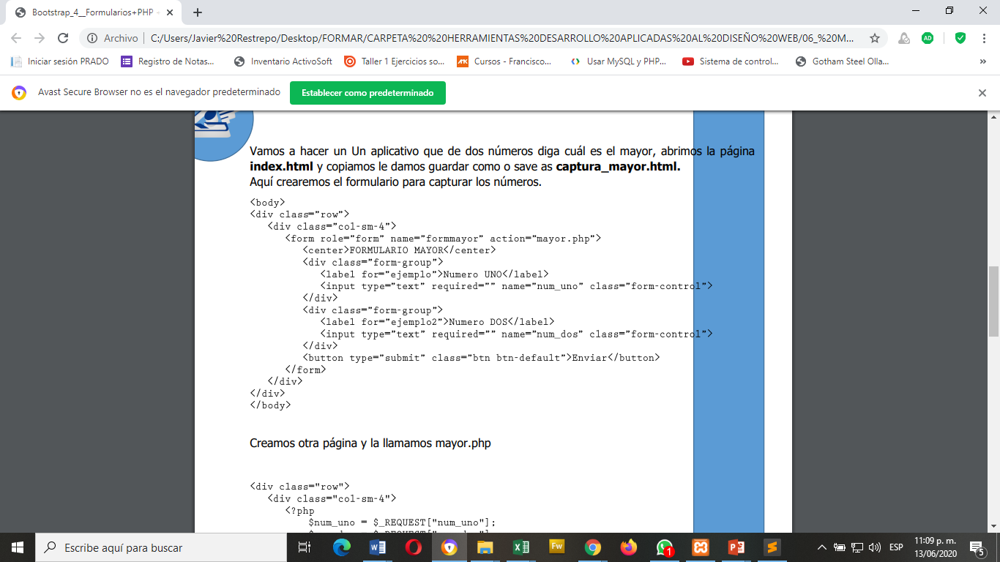 Bootstrap_4__Formularios+PHP
Archivo
C:/Users/Javier%20Restrepo/Desktop/FORMAR/CARPETA%20%20HERRAMIENTAS%20DESARROLLO%20APLICADAS%20AL%20DISEÑO%20WEB/06_%20M...
AD
Iniciar sesión PRADO
Registro de Notas...
Inventario ActivoSoft
Taller 1 Ejercicios so...
Cursos - Francisco...
Usar MySQL y PHP...
Sistema de control...
Gotham Steel Olla...
»
Avast Secure Browser no es el navegador predeterminado
Establecer como predeterminado
Vamos a hacer un Un aplicativo que de dos números diga cuál es el mayor, abrimos la página
index.html y copiamos le damos guardar como o save as captura_mayor.html.
Aquí crearemos el formulario para capturar los números.
<body>
<div class="row">
<div class="col-sm-4">
<form role="form" name="formmayor" action="mayor.php">
<center>FORMULARIO MAYOR</center>
<div class="form-group">
<label for="ejemplo">Numero UNO</label>
<input type="text" required="" name="num_uno" class="form-control">
</div>
<div class="form-group">
<label for="ejemplo2">Numero DOS</label>
<input type="text" required="" name="num_dos" class="form-control">
</div>
<button type="submit" class="btn btn-default">Enviar</button>
</form>
</div>
</div>
</body>
Creamos otra página y la llamamos mayor.php
<div class="row">
<div class="col-sm-4">
<?php
$num_uno = $_REQUEST["num_uno"];
Escribe aquí para buscar
Fw
1
ESP
11:09 p. m.
13/06/2020
5